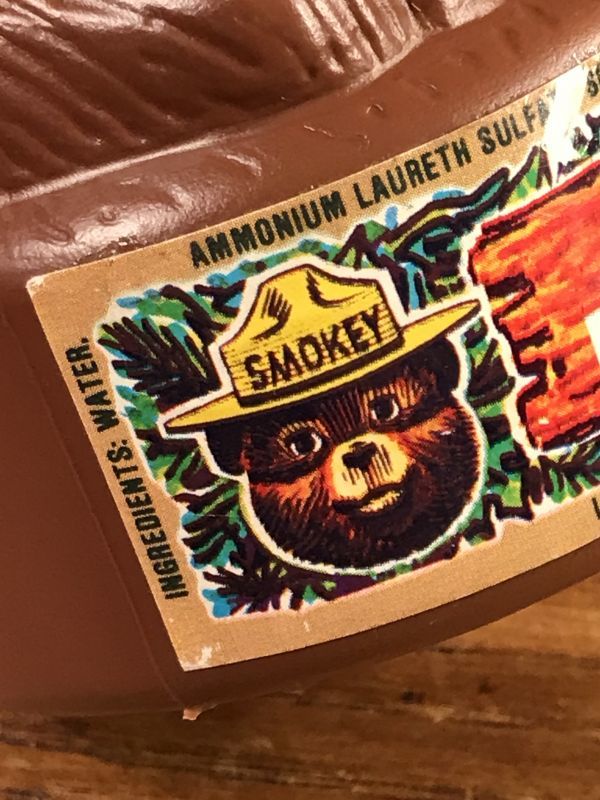 INGREDIENTS: WATER.
AMMONIUM LAURETH
SMOKEY